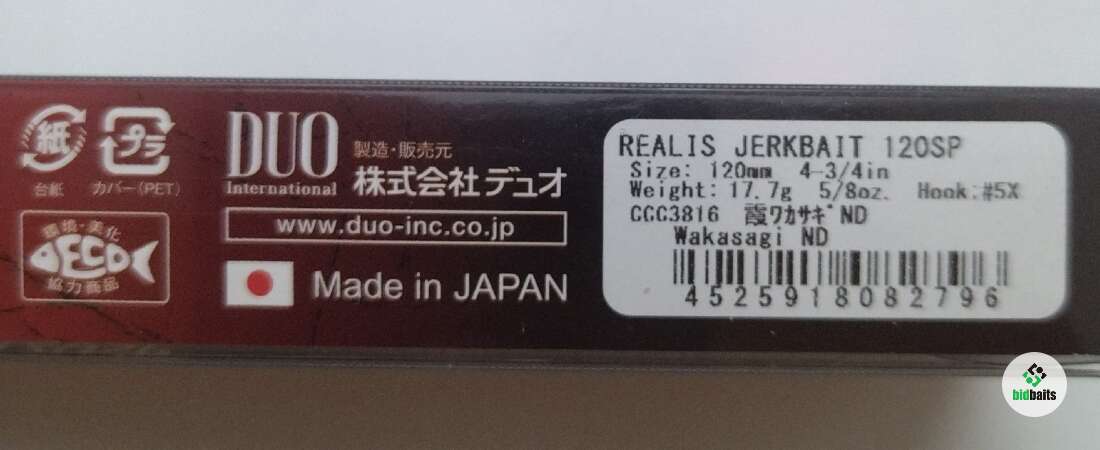 紙
台紙
プラ
カバー(PET)
環境・美化
ECO
協力商品
DUO
International
製造・販売元
株式会社デュオ
www.duo-inc.co.jp
Made in JAPAN
REALIS JERKBAIT 120SP
Size: 120mm 4-3/4in
Weight: 17.7g 5/8oz. Hook:#5X
CCC3816 霞ワカサギND
Wakasagi ND
4525918082796
bidbaits